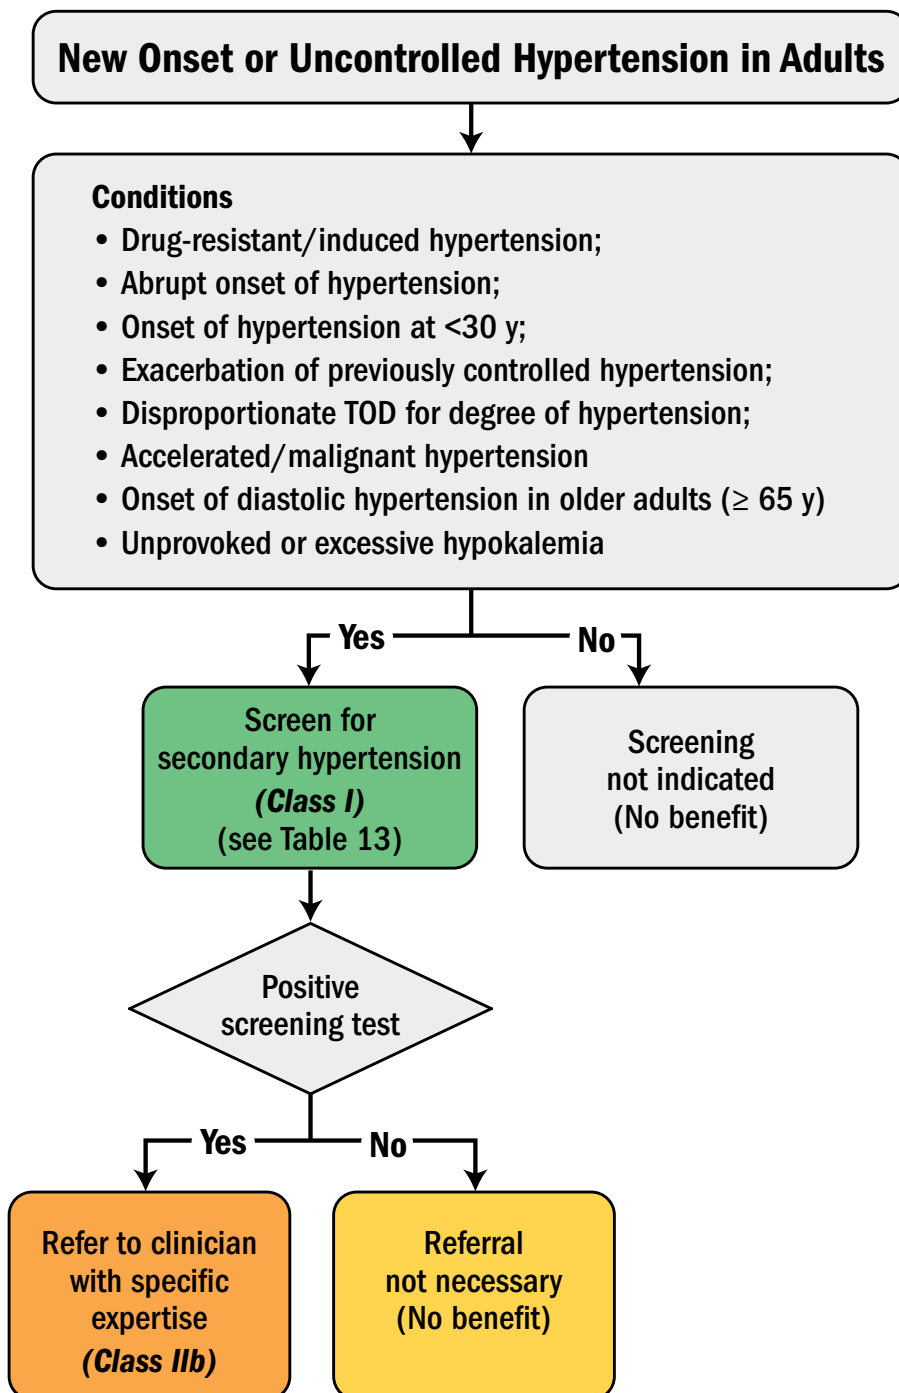 New Onset or Uncontrolled Hypertension in Adults
Conditions
• Drug-resistant/induced hypertension;
• Abrupt onset of hypertension;
• Onset of hypertension at <30 y;
• Exacerbation of previously controlled hypertension;
• Disproportionate TOD for degree of hypertension;
• Accelerated/malignant hypertension
• Onset of diastolic hypertension in older adults (≥ 65 y)
• Unprovoked or excessive hypokalemia
Yes
No
Screen for
secondary hypertension
(Class I)
(see Table 13)
Screening
not indicated
(No benefit)
Positive
screening test
Yes
No
Refer to clinician
with specific
expertise
(Class IIb)
Referral
not necessary
(No benefit)